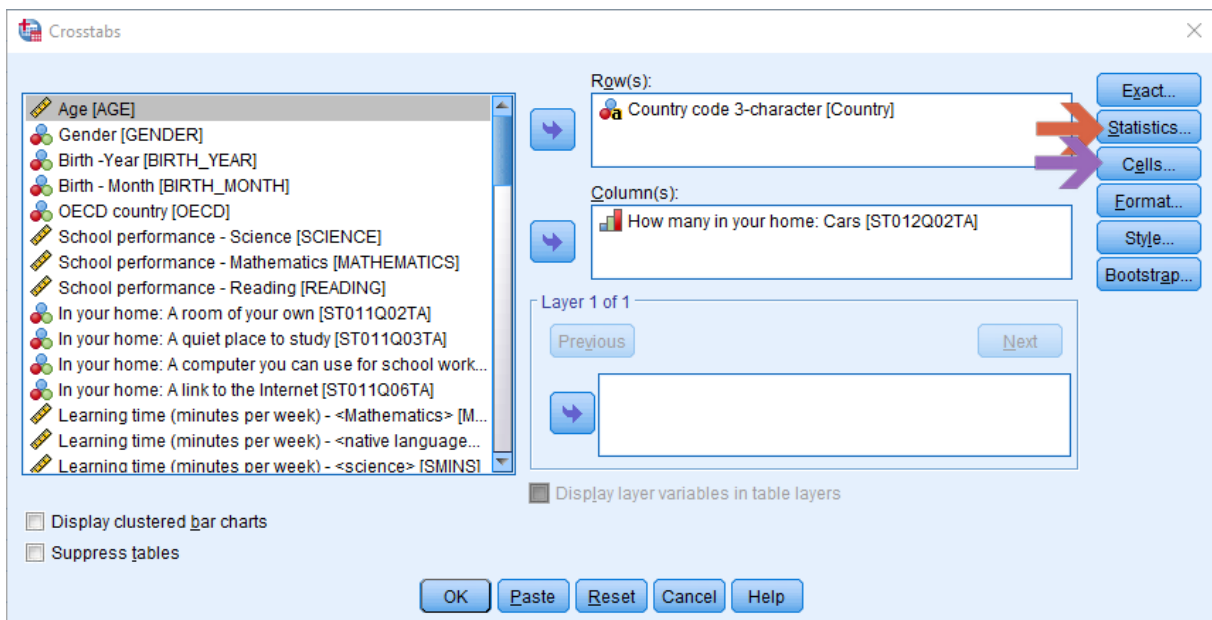 Crosstabs
Age [AGE]
Gender [GENDER]
Birth -Year [BIRTH_YEAR]
Birth - Month [BIRTH_MONTH]
OECD country [OECD]
School performance - Science [SCIENCE]
School performance - Mathematics [MATHEMATICS]
School performance - Reading [READING]
In your home: A room of your own [ST011Q02TA]
In your home: A quiet place to study [ST011Q03TA]
In your home: A computer you can use for school work...
In your home: A link to the Internet [ST011Q06TA]
Learning time (minutes per week) - <Mathematics> [M...
Learning time (minutes per week) - <native language...
Learning time (minutes per week) - <science> [SMINS]
Display clustered bar charts
Suppress tables
Row(s):
a Country code 3-character [Country]
Column(s):
How many in your home: Cars [ST012Q02TA]
Layer 1 of 1
Previous
Next
Display layer variables in table layers
Exact...
Statistics...
Cells...
Format...
Style...
Bootstrap...
OK
Paste
Reset
Cancel
Help